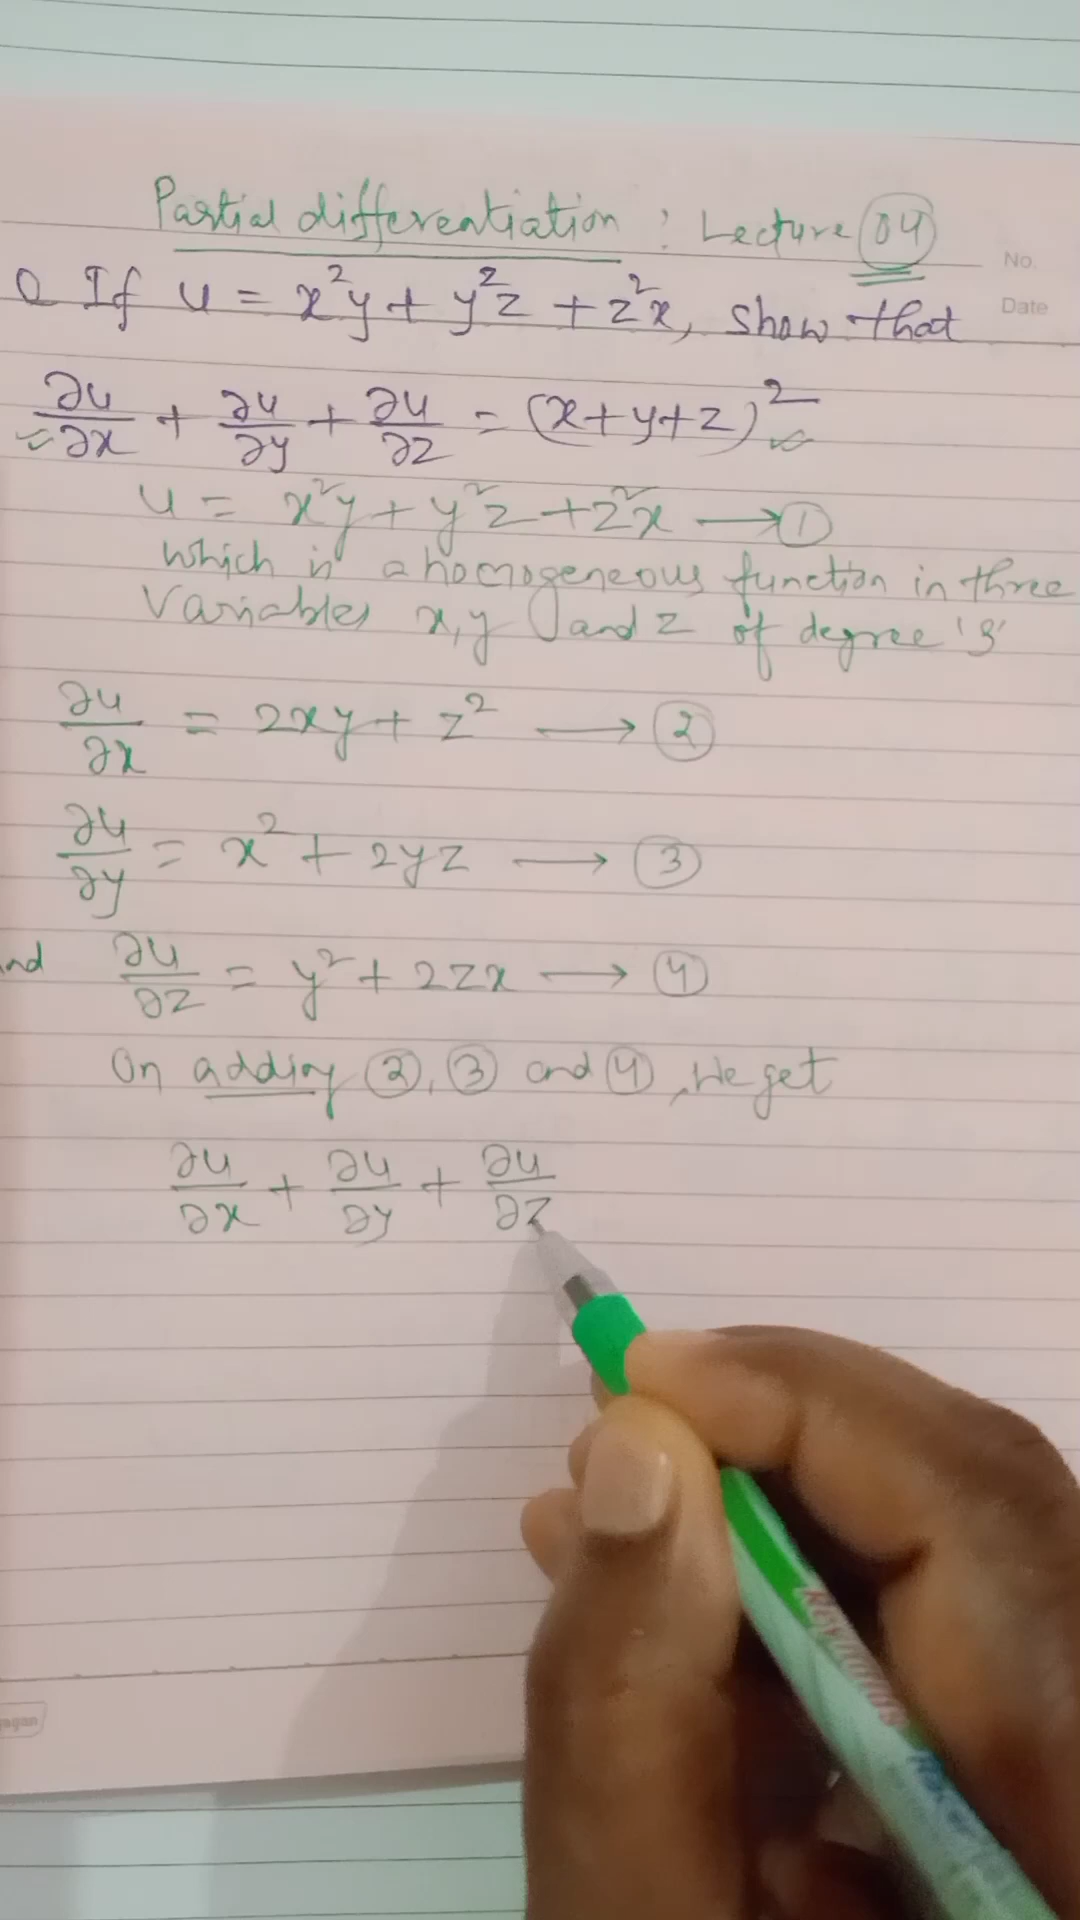 Partial differentiation : Lecture 04
No.
Q If u = x²y + y²z + z²x, show that
Date
∂u/∂x + ∂u/∂y + ∂u/∂z = (x+y+z)²
u = x²y + y²z + z²x → ①
which is a homogeneous function in three
Variables x, y and z of degree '3'
∂u/∂x = 2xy + z² → ②
∂u/∂y = x² + 2yz → ③
and ∂u/∂z = y² + 2zx → ④
On adding ②, ③ and ④, we get
∂u/∂x + ∂u/∂y + ∂u/∂z